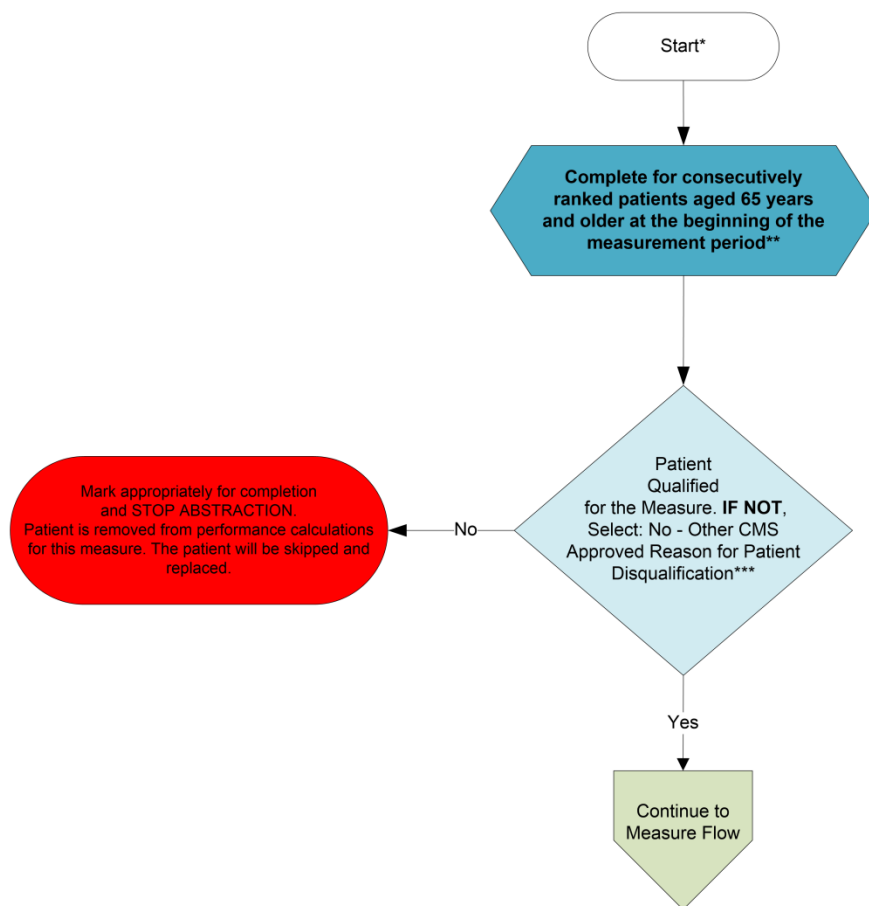 Start*
Complete for consecutively
ranked patients aged 65 years
and older at the beginning of the
measurement period**
Patient
Qualified
for the Measure. IF NOT,
Select: No - Other CMS
Approved Reason for Patient
Disqualification***
No
Mark appropriately for completion
and STOP ABSTRACTION.
Patient is removed from performance calculations
for this measure. The patient will be skipped and
replaced.
Yes
Continue to
Measure Flow